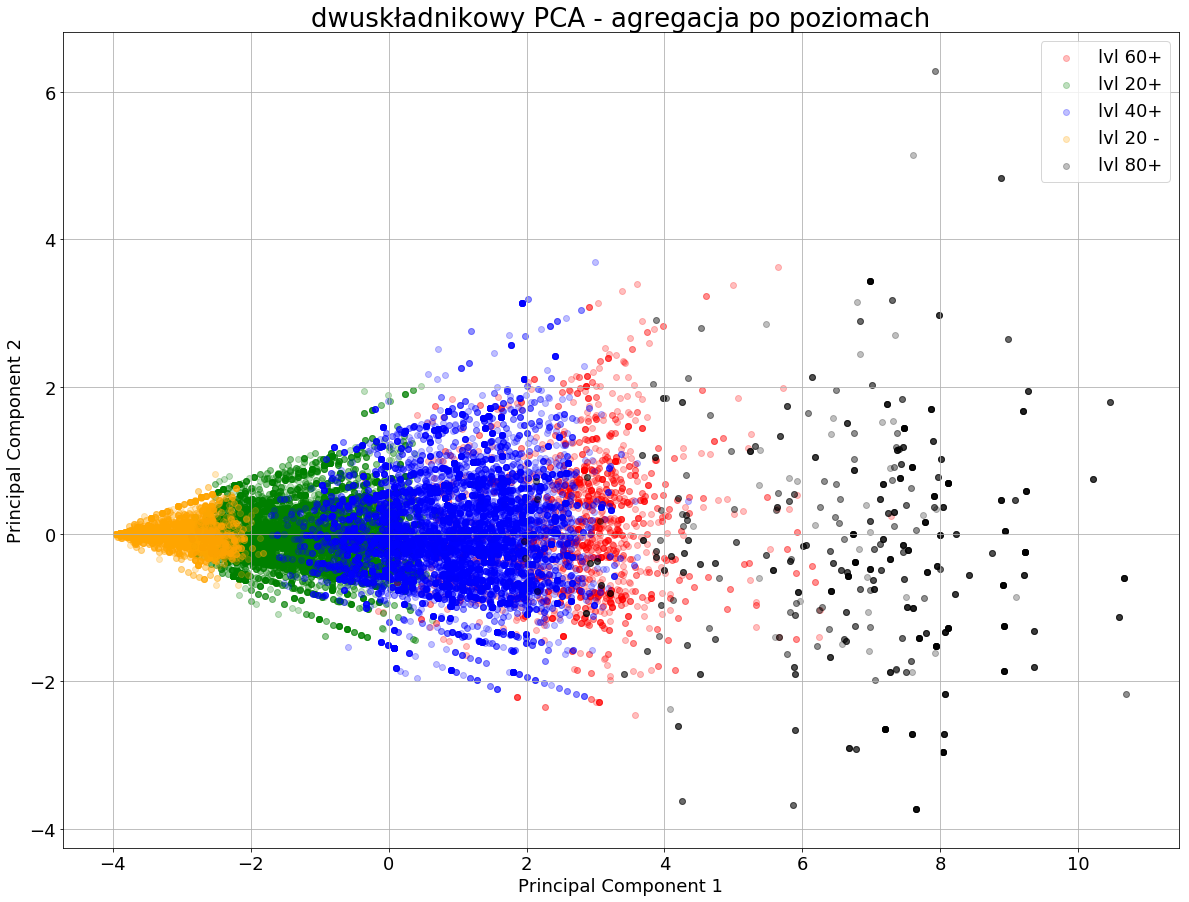 dwuskładnikowy PCA - agregacja po poziomach
lvl 60+
lvl 20+
lvl 40+
lvl 20 -
lvl 80+
6
4
2
0
−2
−4
Principal Component 2
−4
−2
0
2
4
6
8
10
Principal Component 1